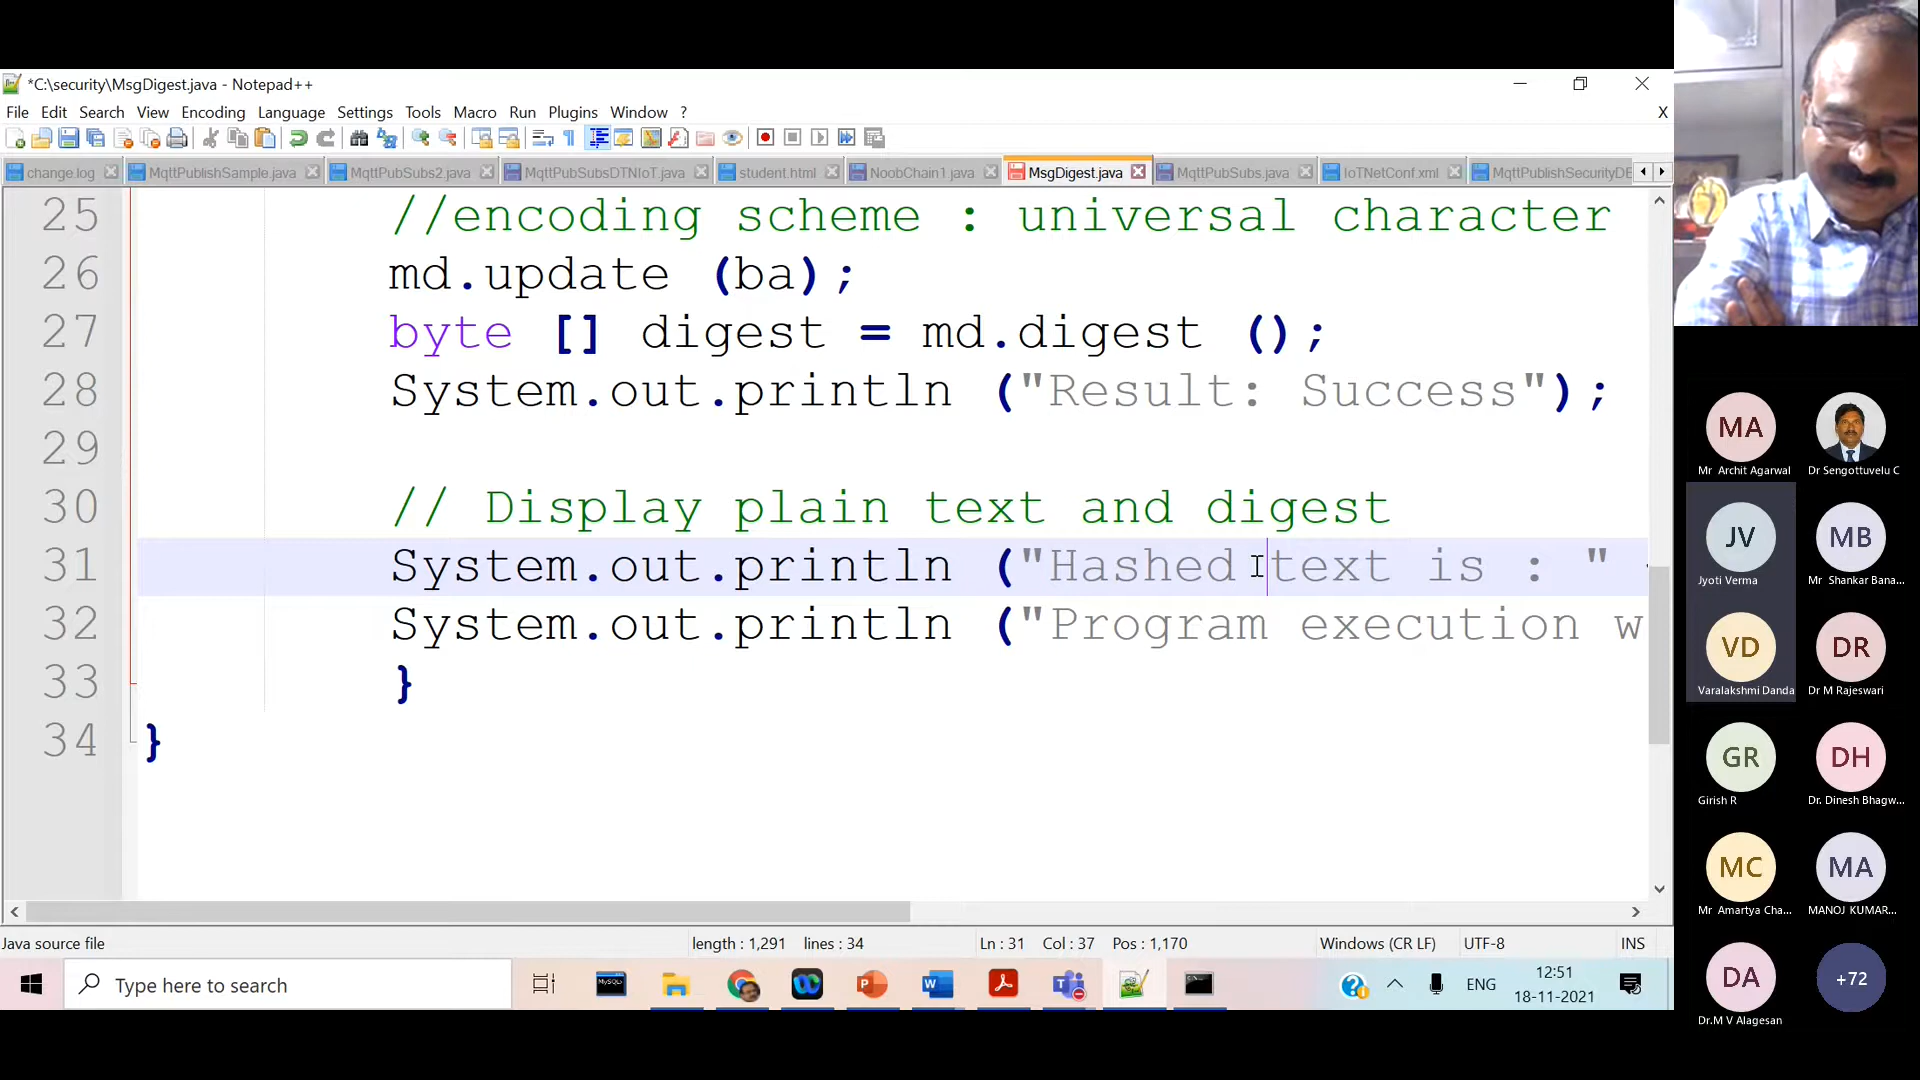 *C:\security\MsgDigest.java - Notepad++
File Edit Search View Encoding Language Settings Tools Macro Run Plugins Window ? X
change.log MqttPublishSample.java MqttPubSubs2.java MqttPubSubsDTNIoT.java student.html NoobChain1.java MsgDigest.java MqttPubSubs.java IoTNetConf.xml MqttPublishSecurityDE
25 //encoding scheme : universal character
26 md.update (ba);
27 byte [] digest = md.digest ();
28 System.out.println ("Result: Success");
29
30 // Display plain text and digest
31 System.out.println ("Hashed text is : "
32 System.out.println ("Program execution w
33 }
34 }
Java source file length : 1,291 lines : 34 Ln : 31 Col : 37 Pos : 1,170 Windows (CR LF) UTF-8 INS
Type here to search
MySQL
ENG
12:51
18-11-2021
MA
Mr Archit Agarwal
Dr Sengottuvelu C
JV MB
Jyoti Verma Mr Shankar Bana...
VD DR
Varalakshmi Danda Dr M Rajeswari
GR DH
Girish R Dr. Dinesh Bhagw...
MC MA
Mr Amartya Cha... MANOJ KUMAR...
DA +72
Dr.M V Alagesan